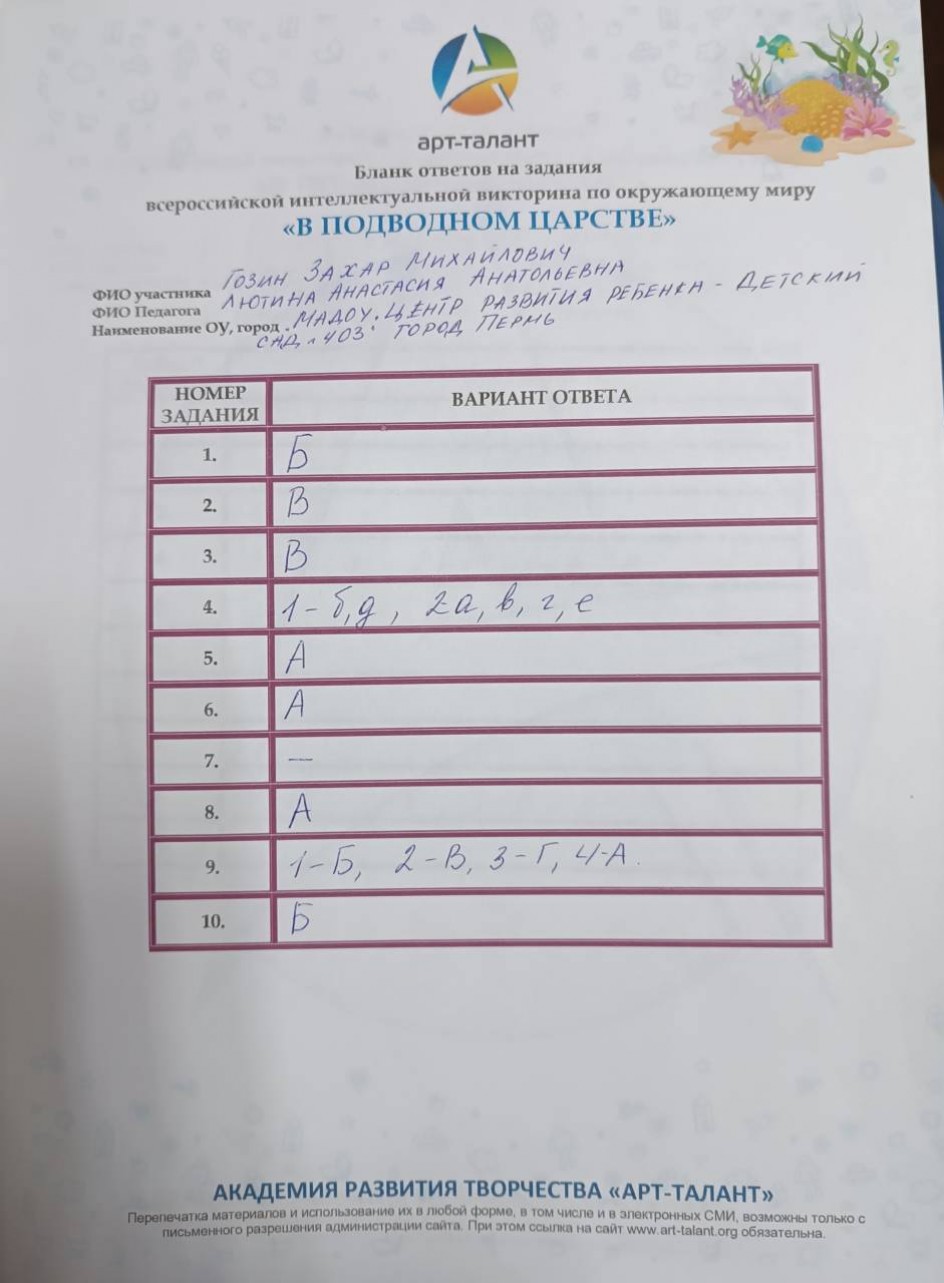 арт-талант
Бланк ответов на задания
всероссийской интеллектуальной викторина по окружающему миру
«В ПОДВОДНОМ ЦАРСТВЕ»
ФИО участника Гозин Захар Михайлович
ФИО Педагога Лютина Анастасия Анатольевна
Наименование ОУ, город МАДОУ "Центр развития ребенка - Детский
сад "403" город Пермь
НОМЕР ЗАДАНИЯ ВАРИАНТ ОТВЕТА
1. Б
2. В
3. В
4. 1-б,д, 2-а, в, г, е
5. А
6. А
7. —
8. А
9. 1-Б, 2-В, 3-Г, 4-А.
10. Б
АКАДЕМИЯ РАЗВИТИЯ ТВОРЧЕСТВА «АРТ-ТАЛАНТ»
Перепечатка материалов и использование их в любой форме, в том числе и в электронных СМИ, возможны только с
письменного разрешения администрации сайта. При этом ссылка на сайт www.art-talant.org обязательна.